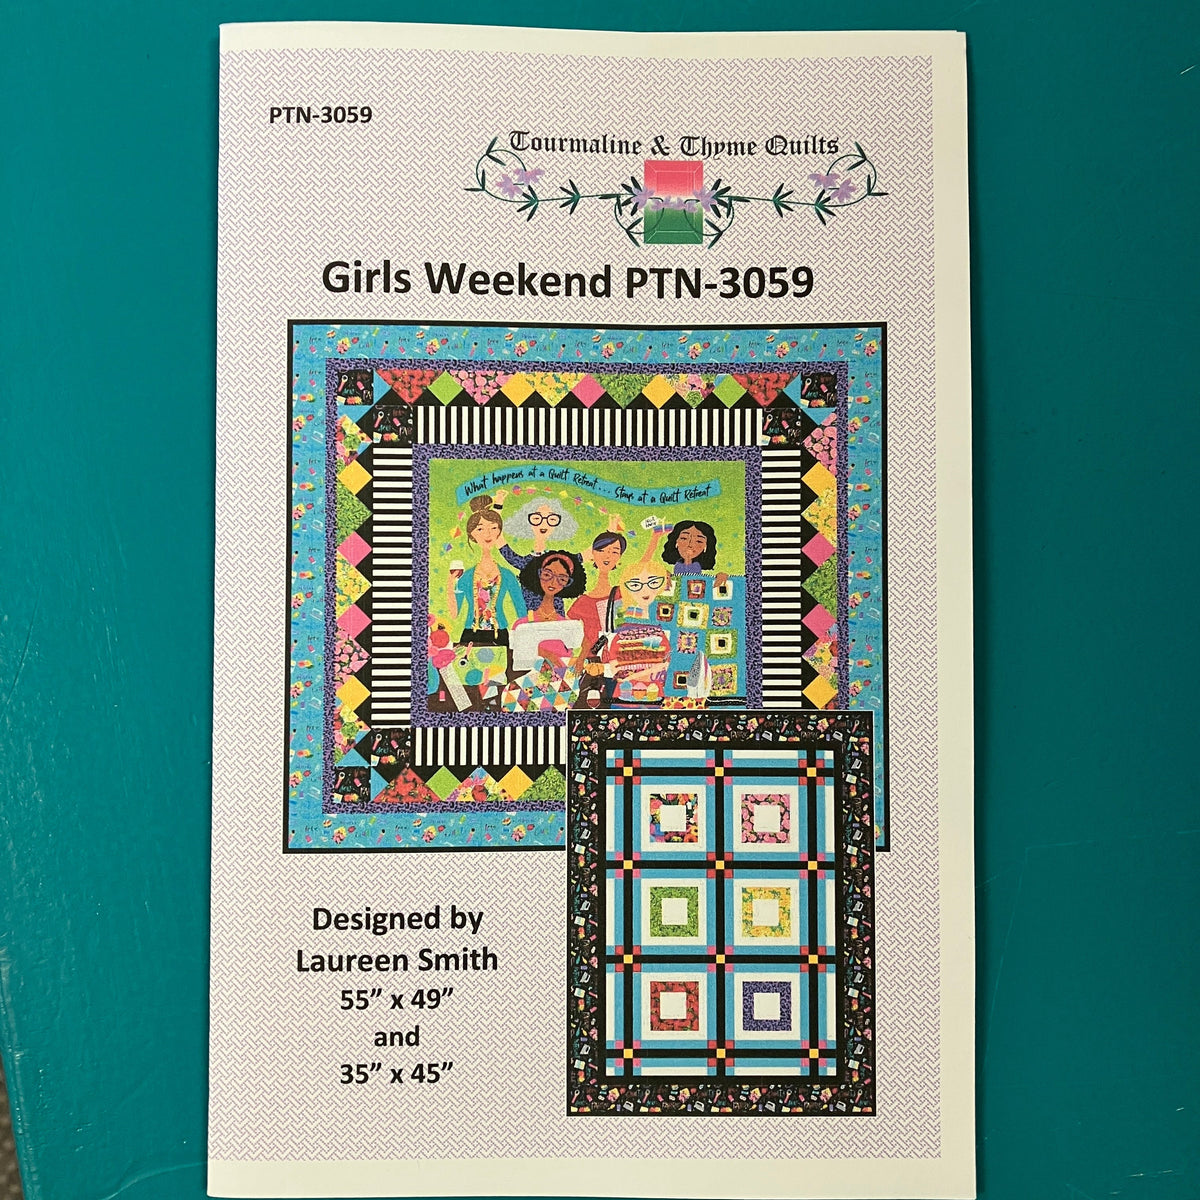 PTN-3059
Tourmaline & Thyme Quilts
Girls Weekend PTN-3059
What happens at a Quilt Retreat... Stays at a Quilt Retreat
Designed by
Laureen Smith
55” x 49”
and
35” x 45”